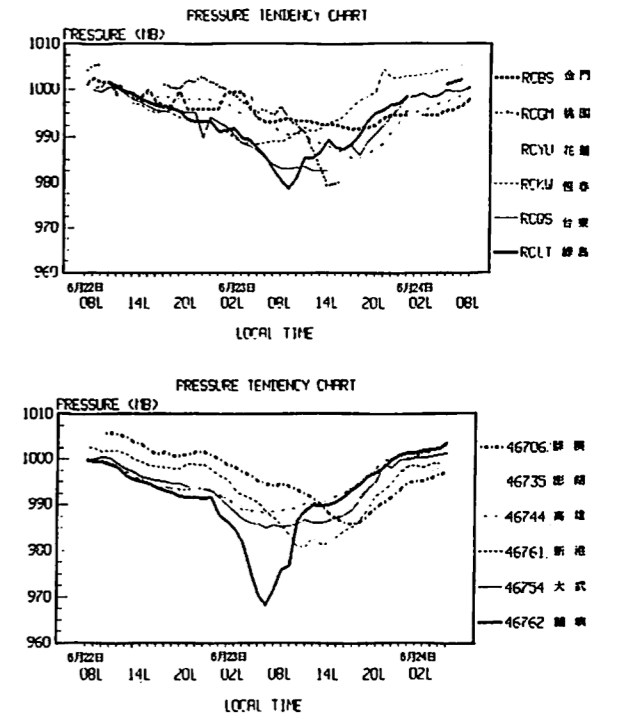 PRESSURE TENDENCY CHART
PRESSURE (MB)
1010
1000
990
980
970
960
RCBS 金門
RCGM 桃園
RCYU 花蓮
RCKW 恆春
RCQS 台東
RCLT 綠島
6月22日 6月23日 6月24日
08L 14L 20L 02L 08L 14L 20L 02L 08L
LOCAL TIME
PRESSURE TENDENCY CHART
PRESSURE (MB)
1010
1000
990
980
970
960
46706
46735 澎湖
46744 高雄
46761 新港
46754 大武
46762 蘭嶼
6月22日 6月23日 6月24日
08L 14L 20L 02L 08L 14L 20L 02L
LOCAL TIME